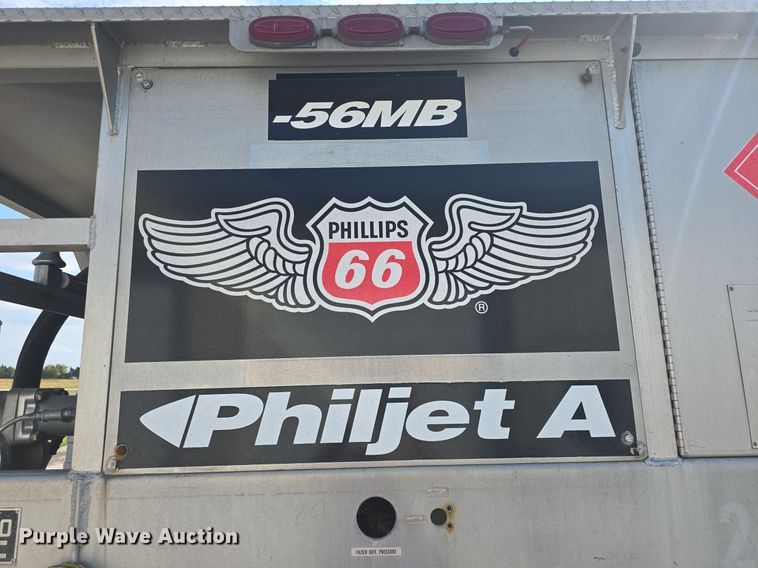 -56MB
PHILLIPS
66
®
Philjet A
FILTER DIFF. PRESSURE
Purple Wave Auction